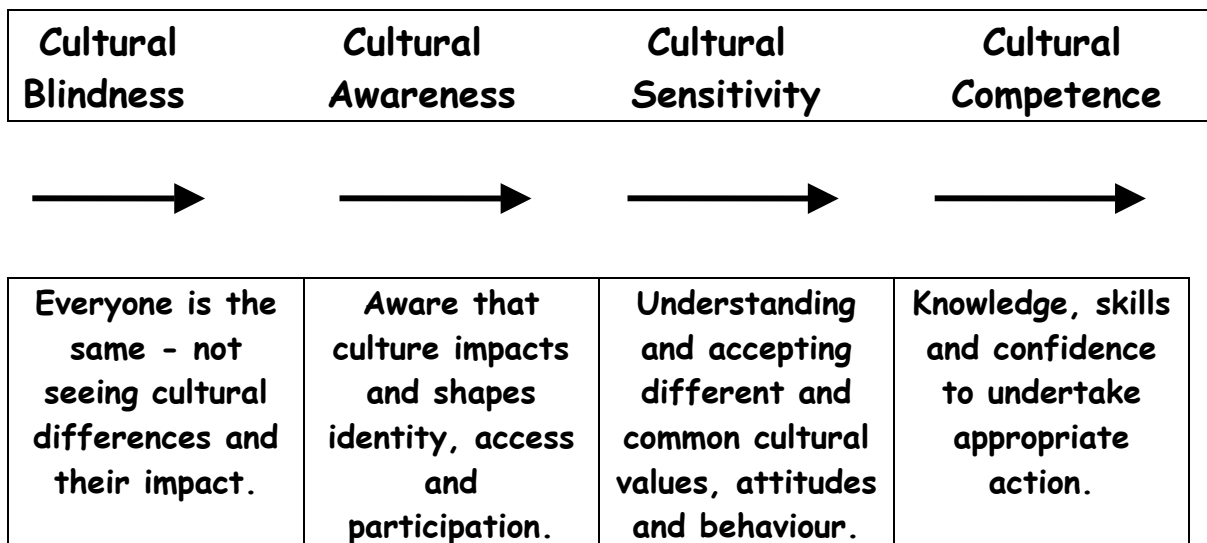 Cultural Blindness
Cultural Awareness
Cultural Sensitivity
Cultural Competence
Everyone is the
same - not
seeing cultural
differences and
their impact.
Aware that
culture impacts
and shapes
identity, access
and
participation.
Understanding
and accepting
different and
common cultural
values, attitudes
and behaviour.
Knowledge, skills
and confidence
to undertake
appropriate
action.